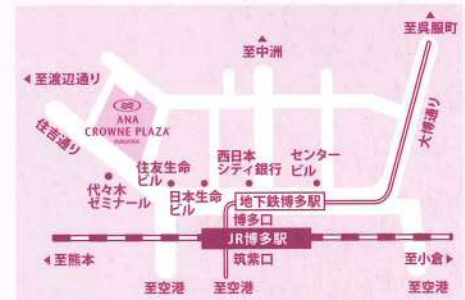 ▲
至呉服町
▲
至中洲
◀至渡辺通り
ANA
CROWNE PLAZA
FUKUOKA
住吉通り
大博通り
代々木
ゼミナール
住友生命
ビル
日本生命
ビル
西日本
シティ銀行
センター
ビル
地下鉄博多駅
博多口
JR博多駅
筑紫口
◀至熊本
至小倉▶
至空港
至空港
至空港